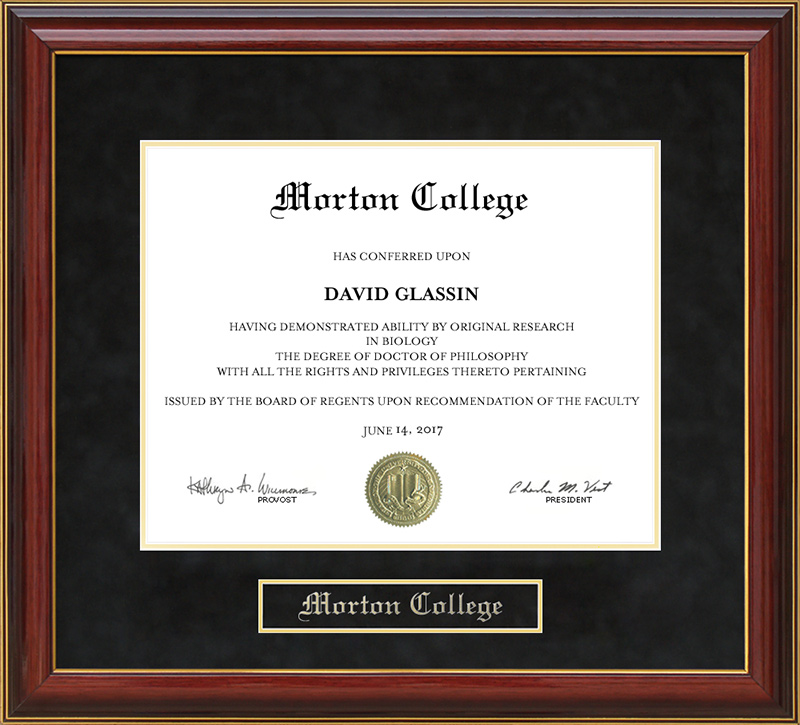 Morton College
HAS CONFERRED UPON
DAVID GLASSIN
HAVING DEMONSTRATED ABILITY BY ORIGINAL RESEARCH
IN BIOLOGY
THE DEGREE OF DOCTOR OF PHILOSOPHY
WITH ALL THE RIGHTS AND PRIVILEGES THERETO PERTAINING
ISSUED BY THE BOARD OF REGENTS UPON RECOMMENDATION OF THE FACULTY
JUNE 14, 2017
Charles M. Vest
PROVOST
PRESIDENT
Morton College